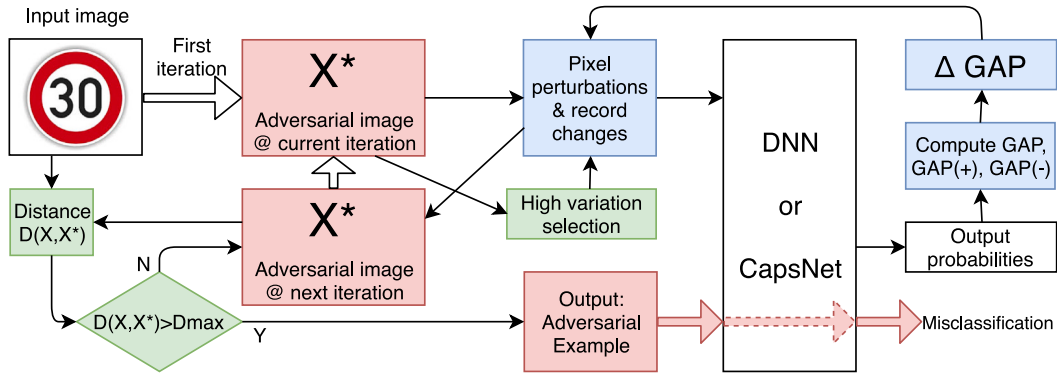 Input image
30
First
iteration
X*
Adversarial image
@ current iteration
Pixel
perturbations
& record
changes
DNN
or
CapsNet
Δ GAP
Compute GAP,
GAP(+), GAP(-)
Output
probabilities
Distance
D(X,X*)
X*
Adversarial image
@ next iteration
High variation
selection
N
D(X,X*)>Dmax
Y
Output:
Adversarial
Example
Misclassification